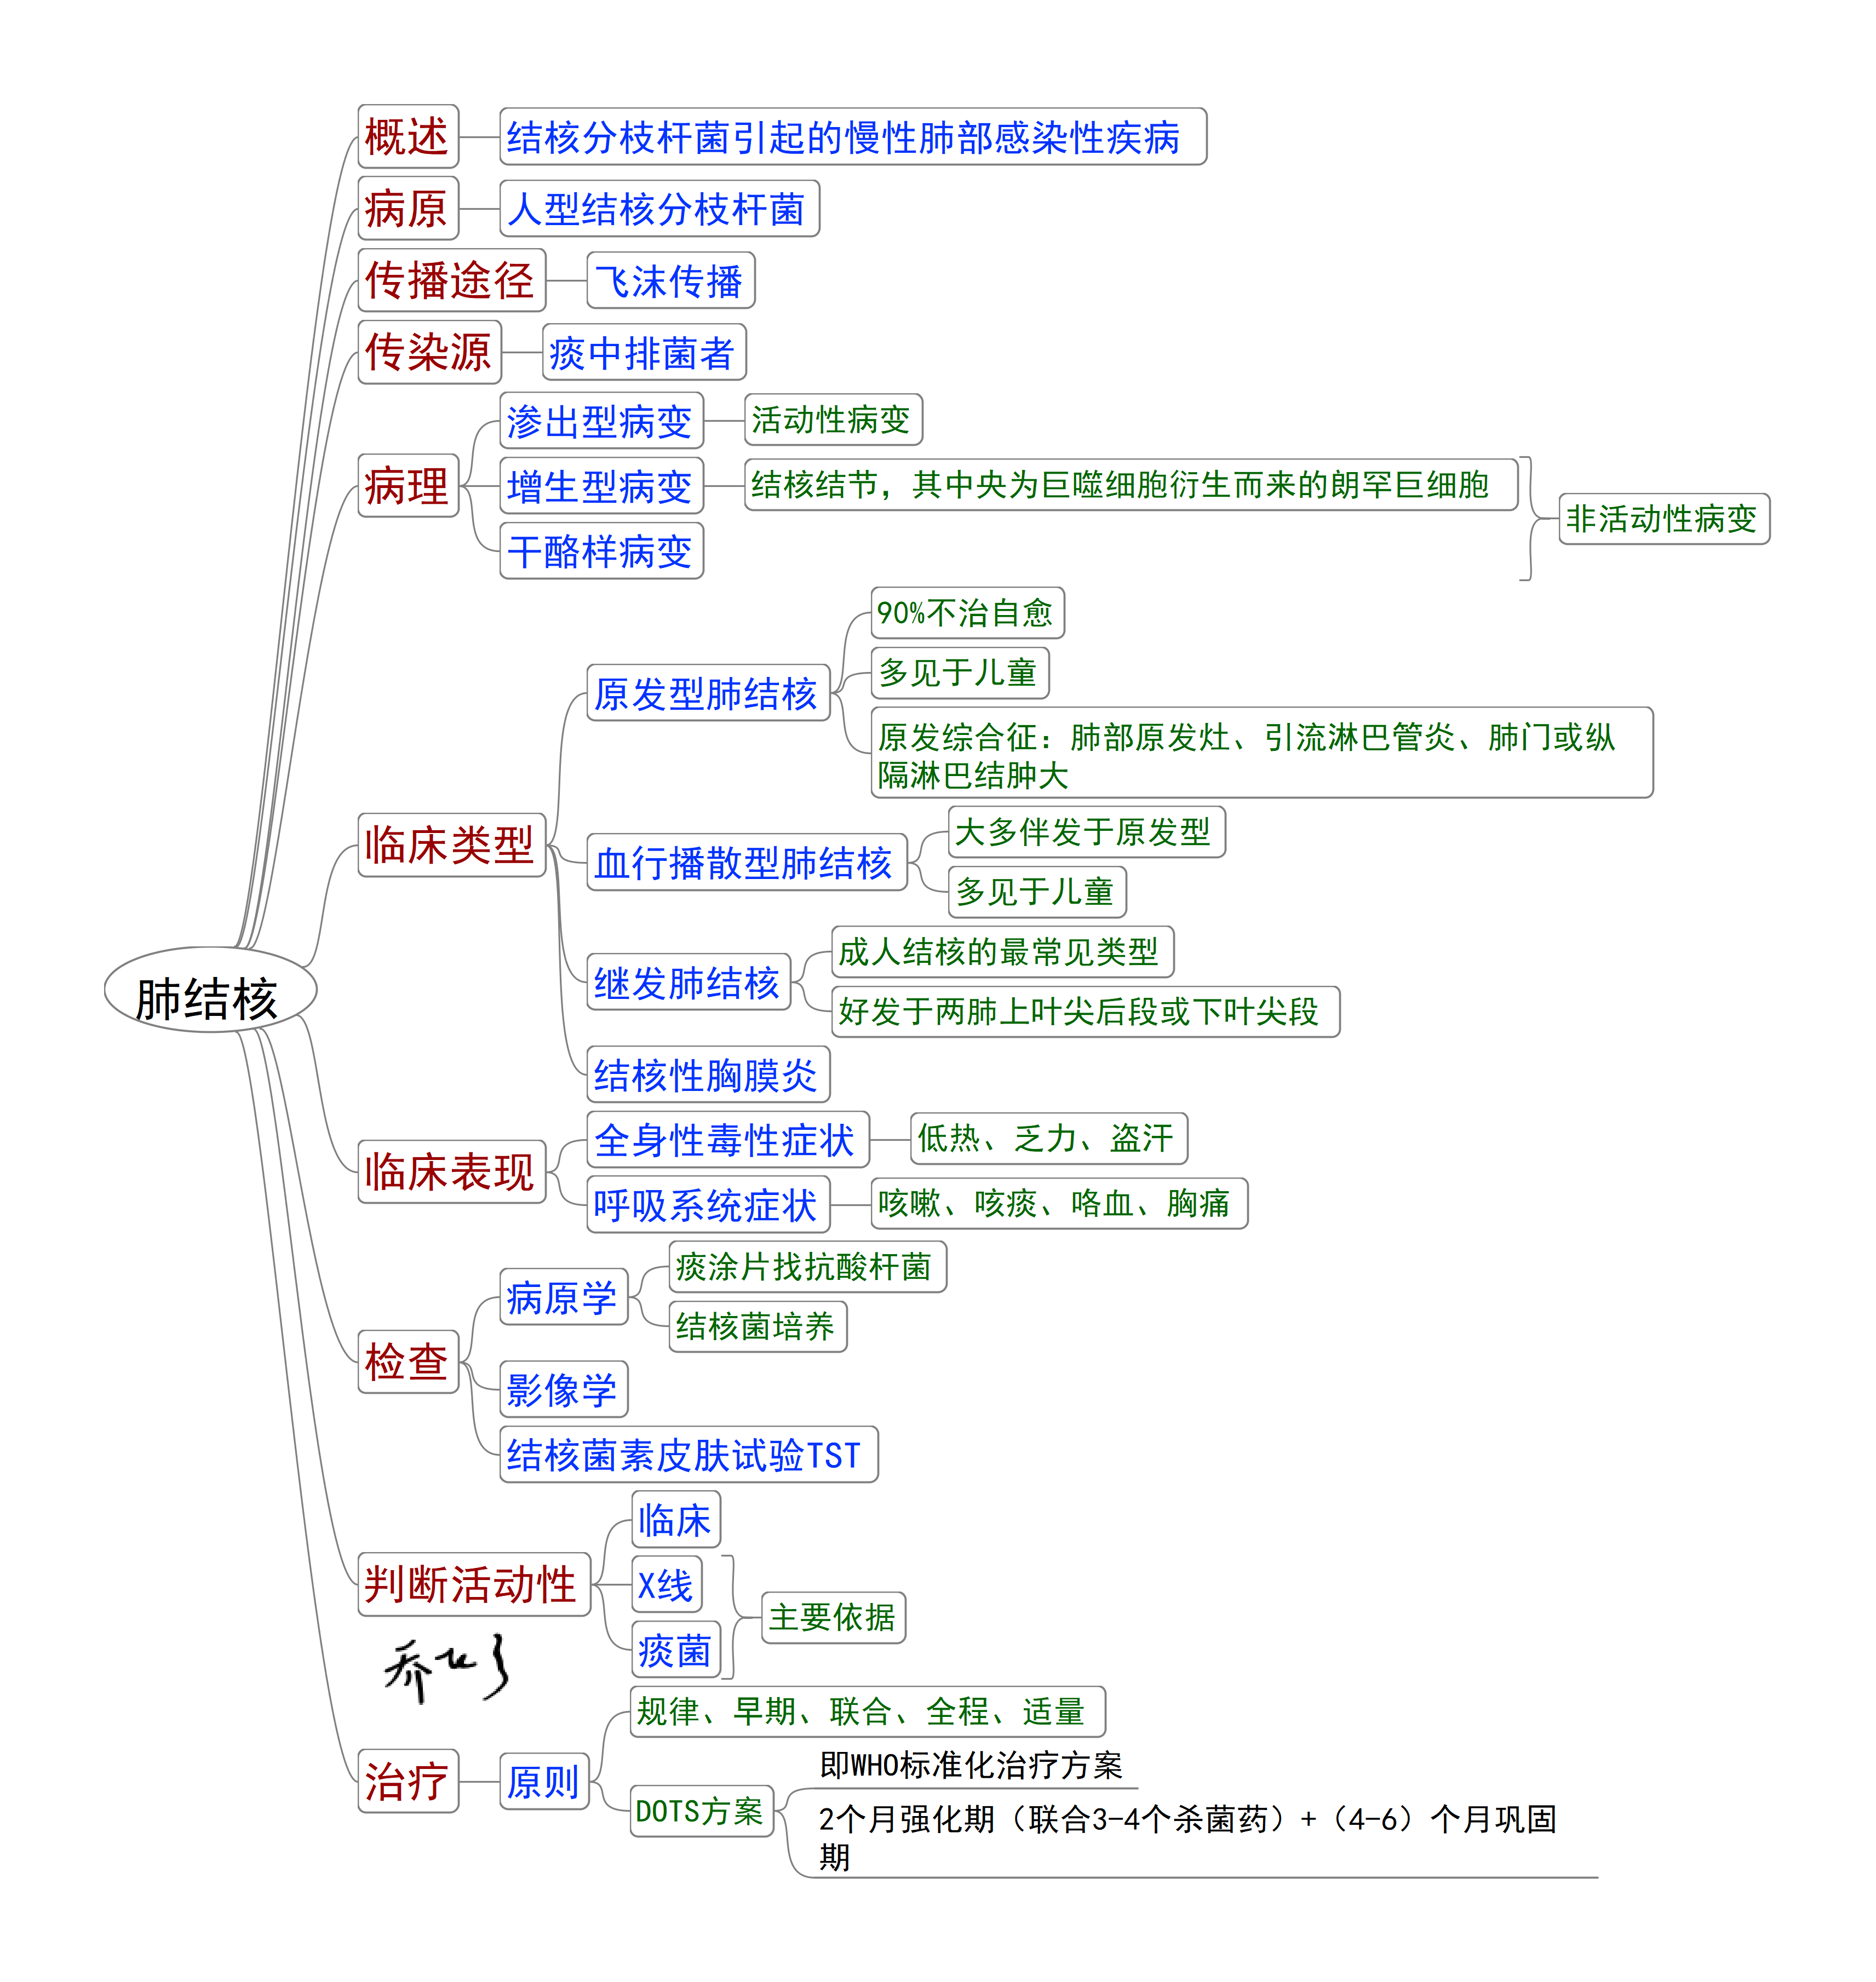 概述
结核分枝杆菌引起的慢性肺部感染性疾病
病原
人型结核分枝杆菌
传播途径
飞沫传播
传染源
痰中排菌者
病理
渗出型病变
活动性病变
增生型病变
结核结节，其中央为巨噬细胞衍生而来的朗罕巨细胞
干酪样病变
非活动性病变
肺结核
临床类型
原发型肺结核
90%不治自愈
多见于儿童
原发综合征：肺部原发灶、引流淋巴管炎、肺门或纵
隔淋巴结肿大
血行播散型肺结核
大多伴发于原发型
多见于儿童
继发肺结核
成人结核的最常见类型
好发于两肺上叶尖后段或下叶尖段
结核性胸膜炎
临床表现
全身性毒性症状
低热、乏力、盗汗
呼吸系统症状
咳嗽、咳痰、咯血、胸痛
检查
病原学
痰涂片找抗酸杆菌
结核菌培养
影像学
结核菌素皮肤试验TST
判断活动性
临床
X线
痰菌
主要依据
治疗
原则
规律、早期、联合、全程、适量
DOTS方案
即WHO标准化治疗方案
2个月强化期（联合3-4个杀菌药）+（4-6）个月巩固
期